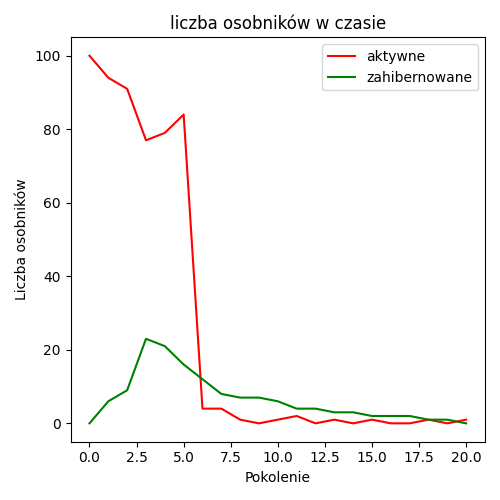 liczba osobników w czasie
aktywne
zahibernowane
Liczba osobników
100
80
60
40
20
0
0.0 2.5 5.0 7.5 10.0 12.5 15.0 17.5 20.0
Pokolenie